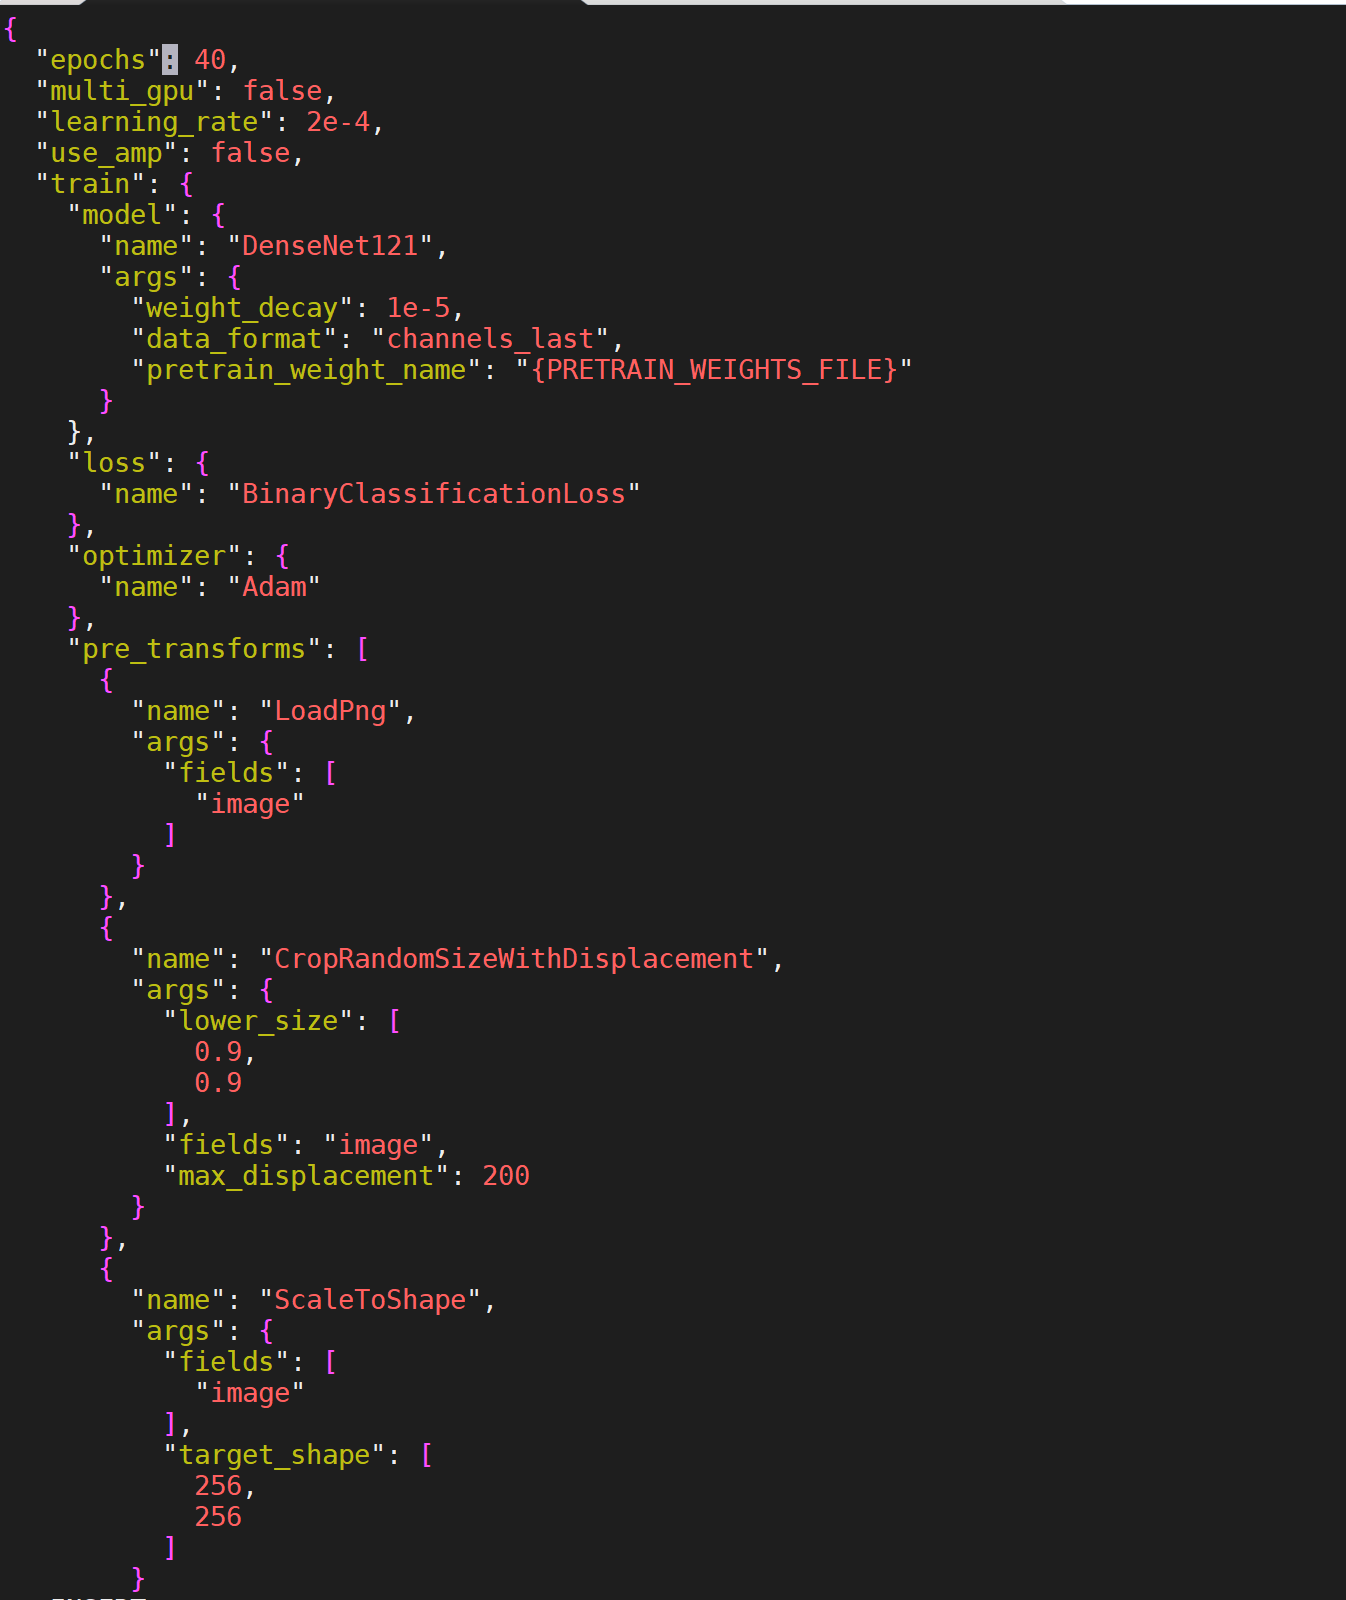 {
  "epochs": 40,
  "multi_gpu": false,
  "learning_rate": 2e-4,
  "use_amp": false,
  "train": {
    "model": {
      "name": "DenseNet121",
      "args": {
        "weight_decay": 1e-5,
        "data_format": "channels_last",
        "pretrain_weight_name": "{PRETRAIN_WEIGHTS_FILE}"
      }
    },
    "loss": {
      "name": "BinaryClassificationLoss"
    },
    "optimizer": {
      "name": "Adam"
    },
    "pre_transforms": [
      {
        "name": "LoadPng",
        "args": {
          "fields": [
            "image"
          ]
        }
      },
      {
        "name": "CropRandomSizeWithDisplacement",
        "args": {
          "lower_size": [
            0.9,
            0.9
          ],
          "fields": "image",
          "max_displacement": 200
        }
      },
      {
        "name": "ScaleToShape",
        "args": {
          "fields": [
            "image"
          ],
          "target_shape": [
            256,
            256
          ]
        }